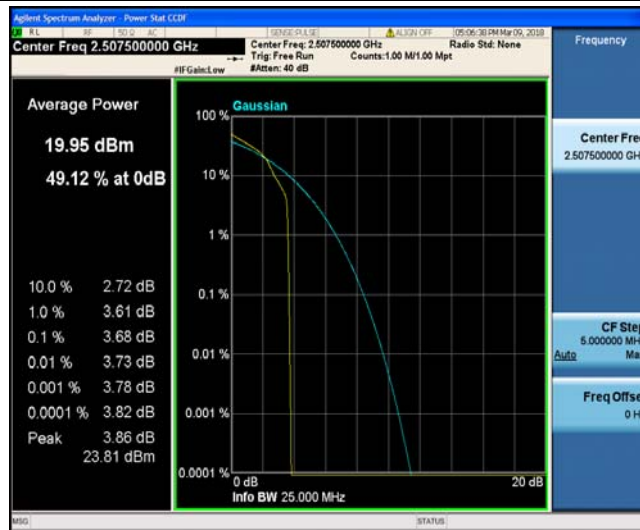 Agilent Spectrum Analyzer - Power Stat CCDF
RL RF 50 Ω AC SENSE:PULSE ALIGN OFF 05:06:38 PM Mar 09, 2018
Center Freq 2.507500000 GHz
Center Freq: 2.507500000 GHz Radio Std: None
Trig: Free Run Counts:1.00 M/1.00 Mpt
#IFGain:Low #Atten: 40 dB
Frequency
Average Power
19.95 dBm
49.12 % at 0dB
10.0 % 2.72 dB
1.0 % 3.61 dB
0.1 % 3.68 dB
0.01 % 3.73 dB
0.001 % 3.78 dB
0.0001 % 3.82 dB
Peak 3.86 dB
23.81 dBm
Gaussian
100 %
10 %
1 %
0.1 %
0.01 %
0.001 %
0.0001 %
0 dB 20 dB
Info BW 25.000 MHz
Center Fre
2.507500000 GH
CF Step
5.000000 MH
Auto Ma
Freq Offse
0 H
MSG STATUS